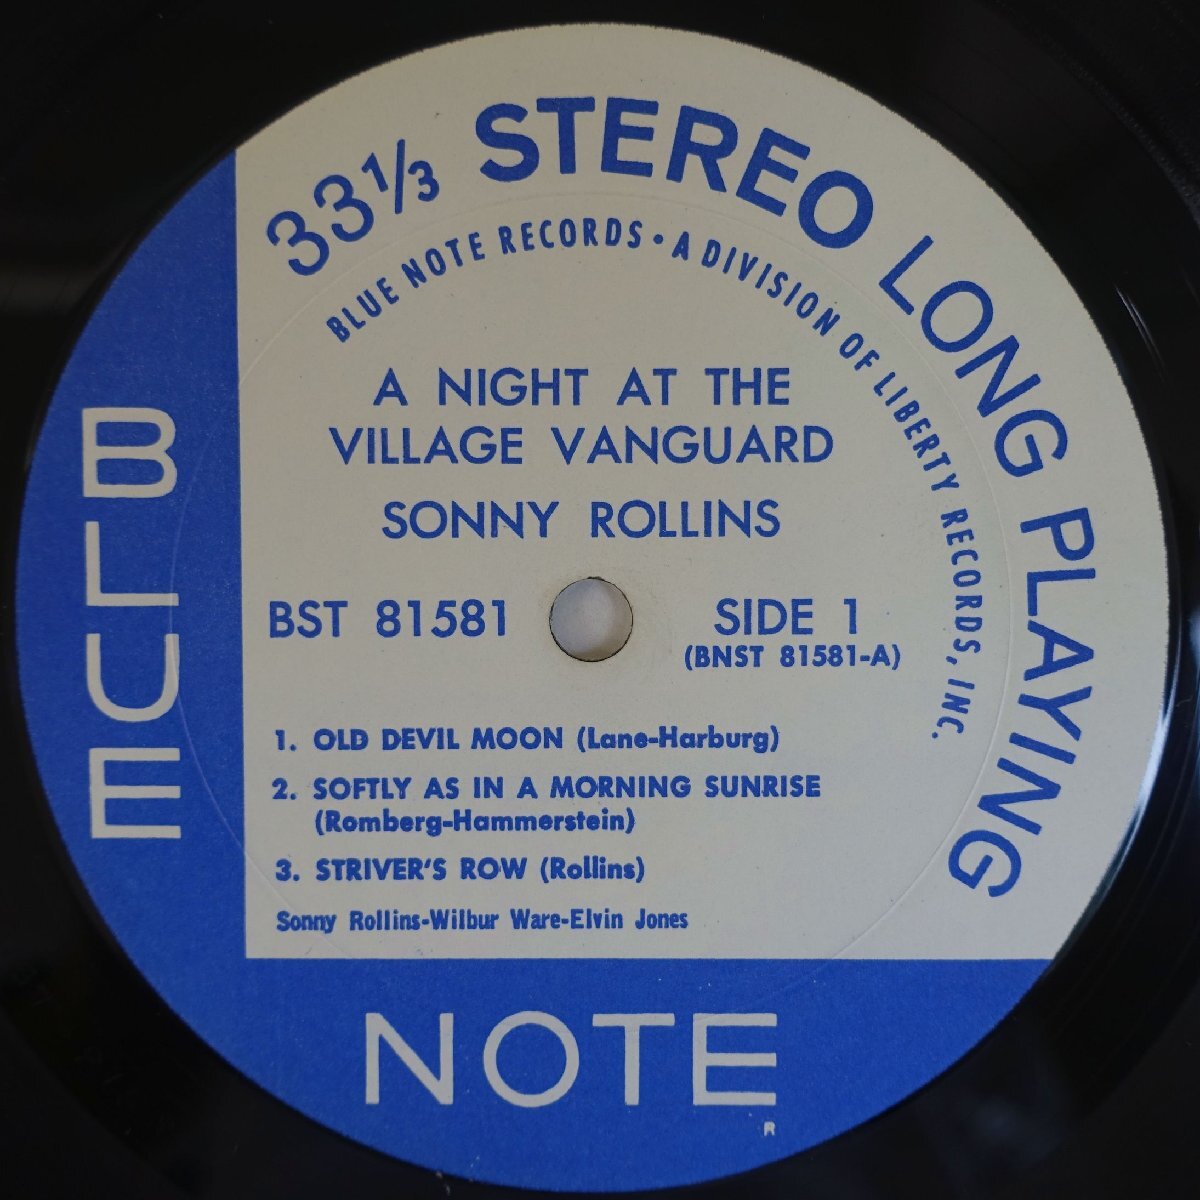 33 1/3 STEREO LONG PLAYING
BLUE NOTE RECORDS • A DIVISION OF LIBERTY RECORDS, INC.
A NIGHT AT THE
VILLAGE VANGUARD
SONNY ROLLINS
BST 81581
SIDE 1
(BNST 81581-A)
1. OLD DEVIL MOON (Lane-Harburg)
2. SOFTLY AS IN A MORNING SUNRISE
(Romberg-Hammerstein)
3. STRIVER'S ROW (Rollins)
Sonny Rollins-Wilbur Ware-Elvin Jones
BLUE
NOTE
R